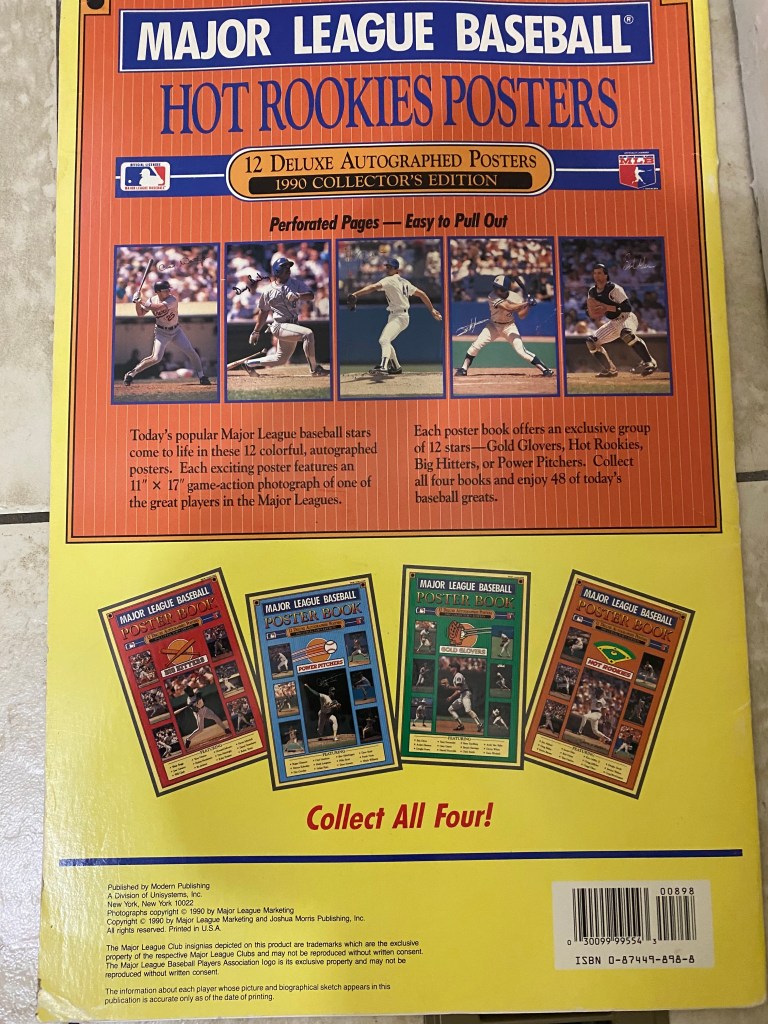 MAJOR LEAGUE BASEBALL®
HOT ROOKIES POSTERS
12 DELUXE AUTOGRAPHED POSTERS
1990 COLLECTOR'S EDITION
OFFICIAL LICENSEE
MAJOR LEAGUE BASEBALL
MLB
Perforated Pages — Easy to Pull Out
Today's popular Major League baseball stars
come to life in these 12 colorful, autographed
posters. Each exciting poster features an
11" × 17" game-action photograph of one of
the great players in the Major Leagues.
Each poster book offers an exclusive group
of 12 stars—Gold Glovers, Hot Rookies,
Big Hitters, or Power Pitchers. Collect
all four books and enjoy 48 of today's
baseball greats.
MAJOR LEAGUE BASEBALL
POSTER BOOK
BIG HITTERS
FEATURING
MAJOR LEAGUE BASEBALL
POSTER BOOK
POWER PITCHERS
FEATURING
MAJOR LEAGUE BASEBALL
POSTER BOOK
GOLD GLOVERS
FEATURING
MAJOR LEAGUE BASEBALL
POSTER BOOK
HOT ROOKIES
FEATURING
Collect All Four!
Published by Modern Publishing
A Division of Unisystems, Inc.
New York, New York 10022
Photographs copyright © 1990 by Major League Marketing
Copyright © 1990 by Major League Marketing and Joshua Morris Publishing, Inc.
All rights reserved. Printed in U.S.A.
The Major League Club insignias depicted on this product are trademarks which are the exclusive
property of the respective Major League Clubs and may not be reproduced without written consent.
The Major League Baseball Players Association logo is its exclusive property and may not be
reproduced without written consent.
The information about each player whose picture and biographical sketch appears in this
publication is accurate only as of the date of printing.
00898
0 30099 99554 3
ISBN 0-87449-898-8